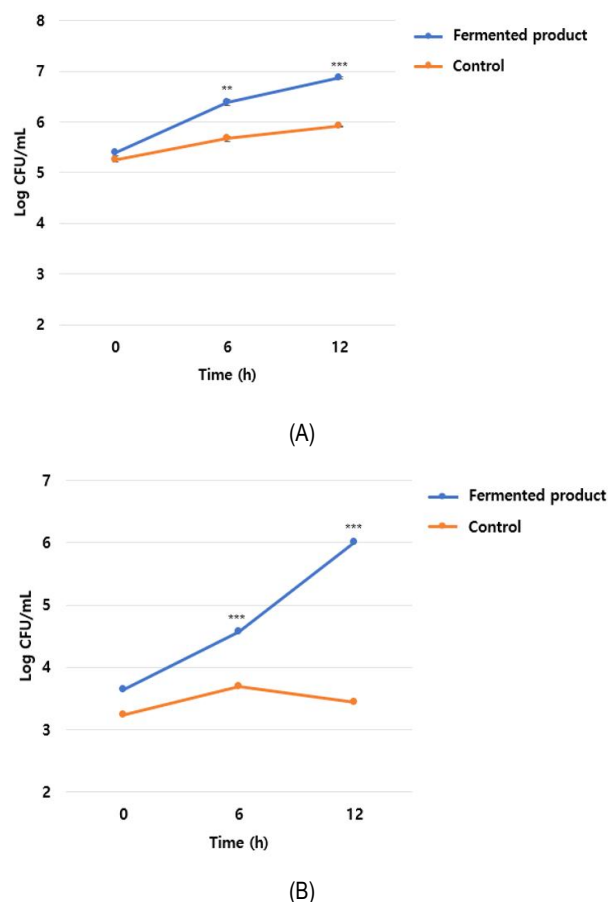 8
7
6
5
4
3
2
Log CFU/mL
**
***
0 6 12
Time (h)
Fermented product
Control
(A)
7
6
5
4
3
2
Log CFU/mL
***
***
0 6 12
Time (h)
Fermented product
Control
(B)